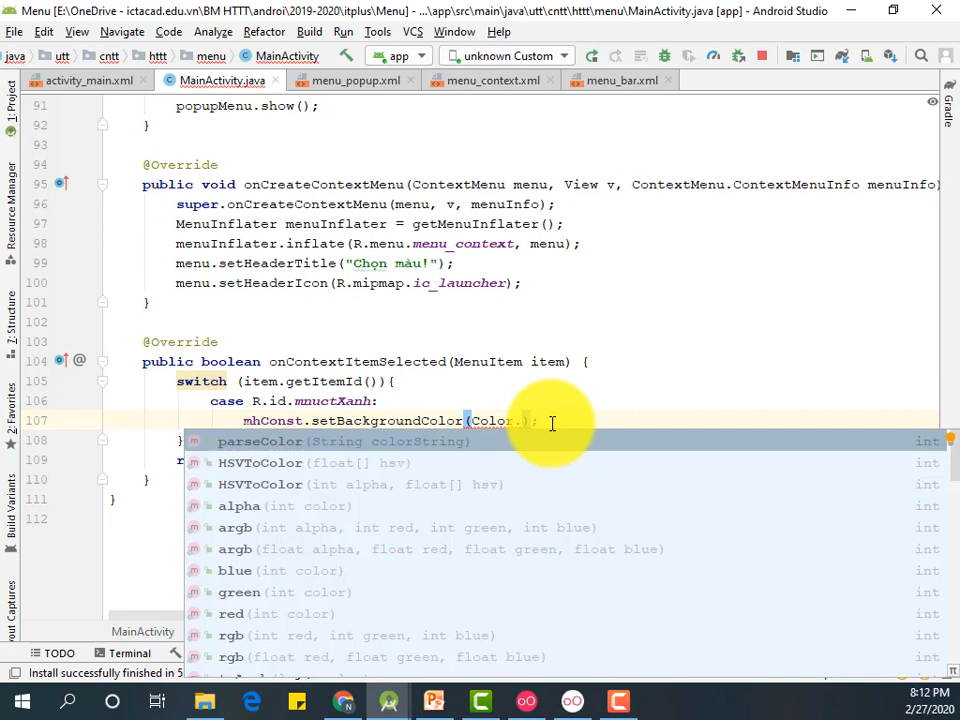 Menu [E:\OneDrive - ictacad.edu.vn\BM HTTT\androi\2019-2020\itplus\Menu] - ...\app\src\main\java\utt\cntt\httt\menu\MainActivity.java [app] - Android Studio
File Edit View Navigate Code Analyze Refactor Build Run Tools VCS Window Help
java utt cntt httt menu MainActivity app unknown Custom
activity_main.xml MainActivity.java menu_popup.xml menu_context.xml menu_bar.xml
1: Project
Resource Manager
Z: Structure
2: Favorites
Build Variants
Layout Captures
Gradle
91 popupMenu.show();
92 }
93
94 @Override
95 public void onCreateContextMenu(ContextMenu menu, View v, ContextMenu.ContextMenuInfo menuInfo)
96 super.onCreateContextMenu(menu, v, menuInfo);
97 MenuInflater menuInflater = getMenuInflater();
98 menuInflater.inflate(R.menu.menu_context, menu);
99 menu.setHeaderTitle("Chọn màu!");
100 menu.setHeaderIcon(R.mipmap.ic_launcher);
101 }
102
103 @Override
104 @ public boolean onContextItemSelected(MenuItem item) {
105 switch (item.getItemId()){
106 case R.id.mnuctXanh:
107 mhConst.setBackgroundColor(Color.);
108 }
109 r
110 }
111 }
112
parseColor(String colorString) int
HSVToColor(float[] hsv) int
HSVToColor(int alpha, float[] hsv) int
alpha(int color) int
argb(int alpha, int red, int green, int blue) int
argb(float alpha, float red, float green, float blue) int
blue(int color) int
green(int color) int
red(int color) int
rgb(int red, int green, int blue) int
rgb(float red, float green, float blue) int
MainActivity
TODO Terminal
Install successfully finished in 5
8:12 PM
2/27/2020